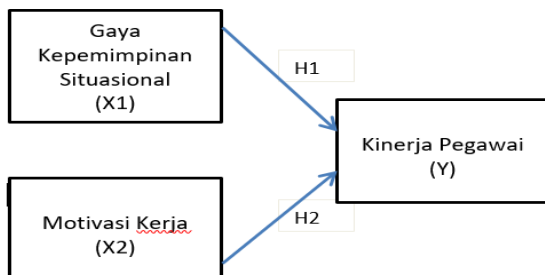 Gaya
Kepemimpinan
Situasional
(X1)
H1
Kinerja Pegawai
(Y)
Motivasi Kerja
(X2)
H2